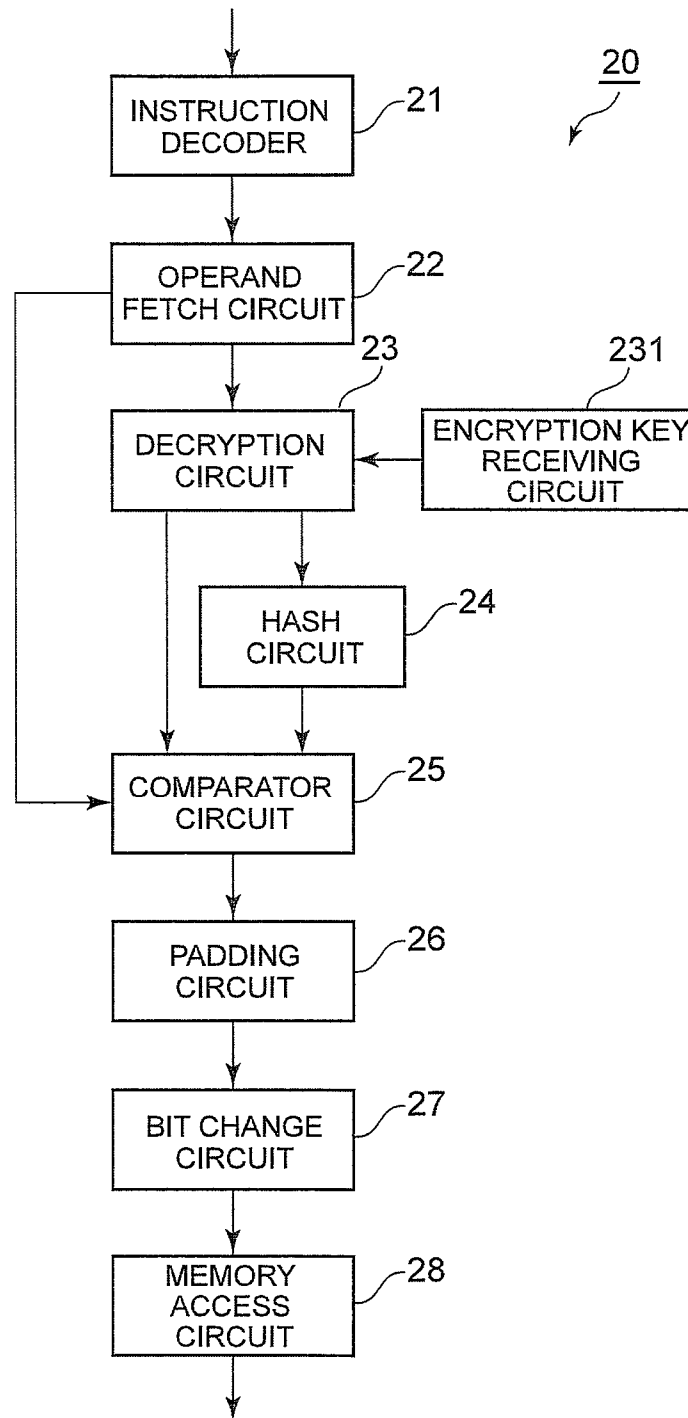 20
INSTRUCTION
DECODER
21
OPERAND
FETCH CIRCUIT
22
DECRYPTION
CIRCUIT
23
ENCRYPTION KEY
RECEIVING
CIRCUIT
231
HASH
CIRCUIT
24
COMPARATOR
CIRCUIT
25
PADDING
CIRCUIT
26
BIT CHANGE
CIRCUIT
27
MEMORY
ACCESS
CIRCUIT
28